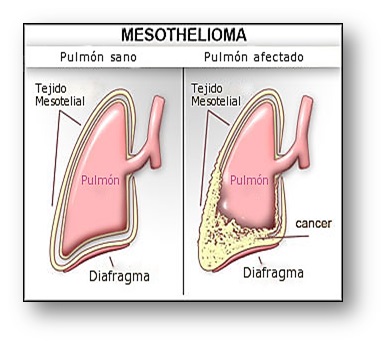 MESOTHELIOMA
Pulmón sano
Pulmón afectado
Tejido
Mesotelial
Pulmón
Diafragma
Tejido
Mesotelial
Pulmón
cancer
Diafragma